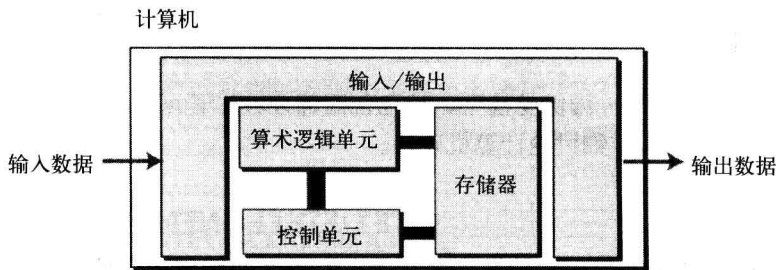 计算机
输入/输出
算术逻辑单元
输入数据
存储器
输出数据
控制单元